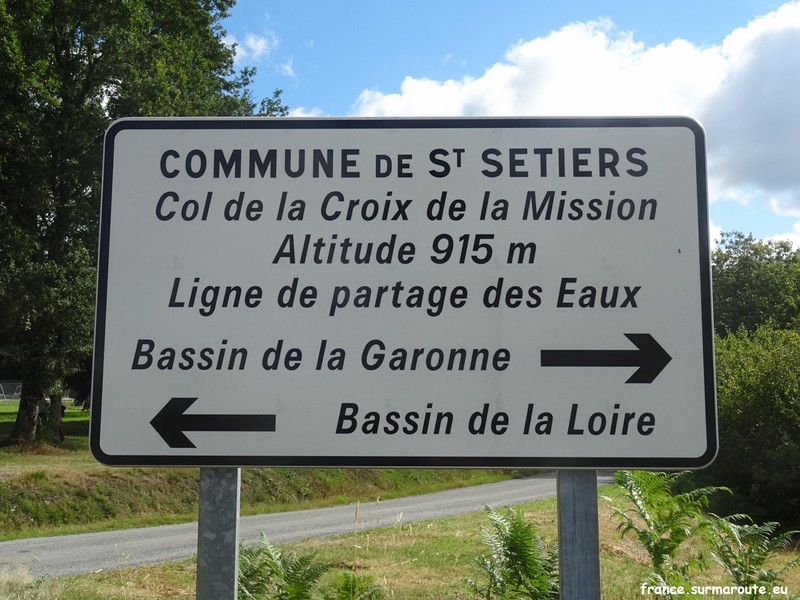 COMMUNE DE ST SETIERS
Col de la Croix de la Mission
Altitude 915 m
Ligne de partage des Eaux
Bassin de la Garonne
Bassin de la Loire
france.surmaroute.eu